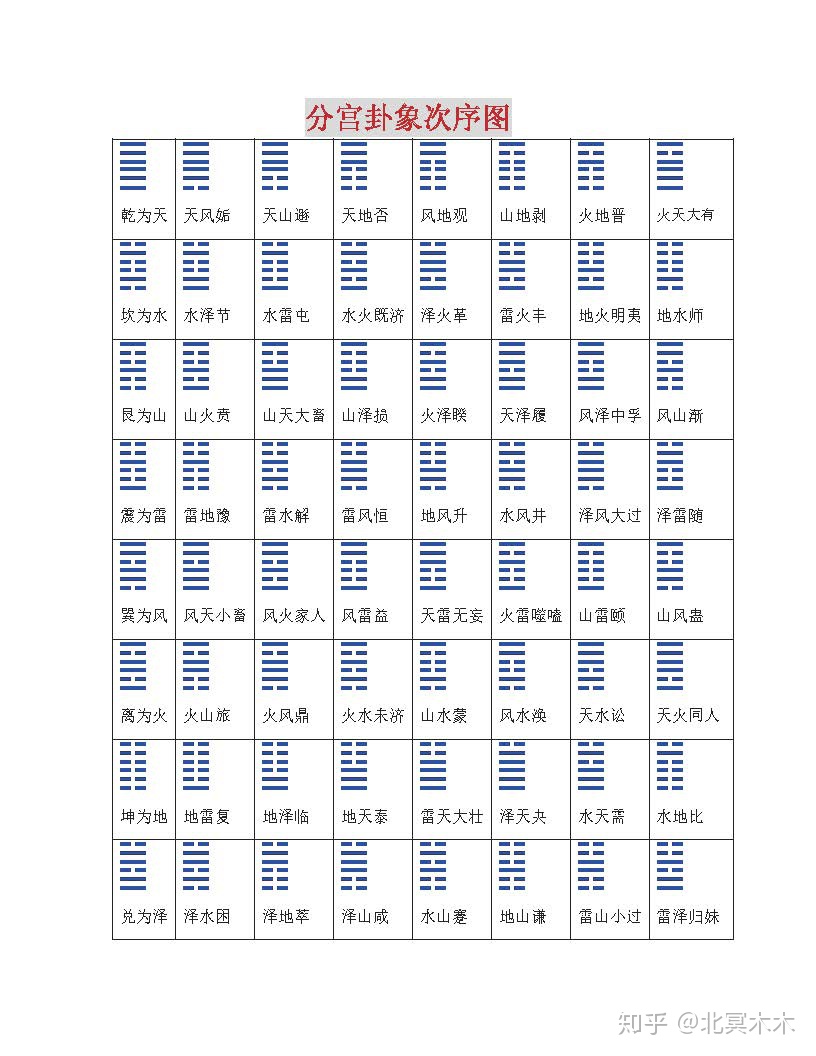 分宫卦象次序图
乾为天 天风姤 天山遯 天地否 风地观 山地剥 火地晋 火天大有
坎为水 水泽节 水雷屯 水火既济 泽火革 雷火丰 地火明夷 地水师
艮为山 山火贲 山天大畜 山泽损 火泽睽 天泽履 风泽中孚 风山渐
震为雷 雷地豫 雷水解 雷风恒 地风升 水风井 泽风大过 泽雷随
巽为风 风天小畜 风火家人 风雷益 天雷无妄 火雷噬嗑 山雷颐 山风蛊
离为火 火山旅 火风鼎 火水未济 山水蒙 风水涣 天水讼 天火同人
坤为地 地雷复 地泽临 地天泰 雷天大壮 泽天夬 水天需 水地比
兑为泽 泽水困 泽地萃 泽山咸 水山蹇 地山谦 雷山小过 雷泽归妹
知乎 @北冥木木